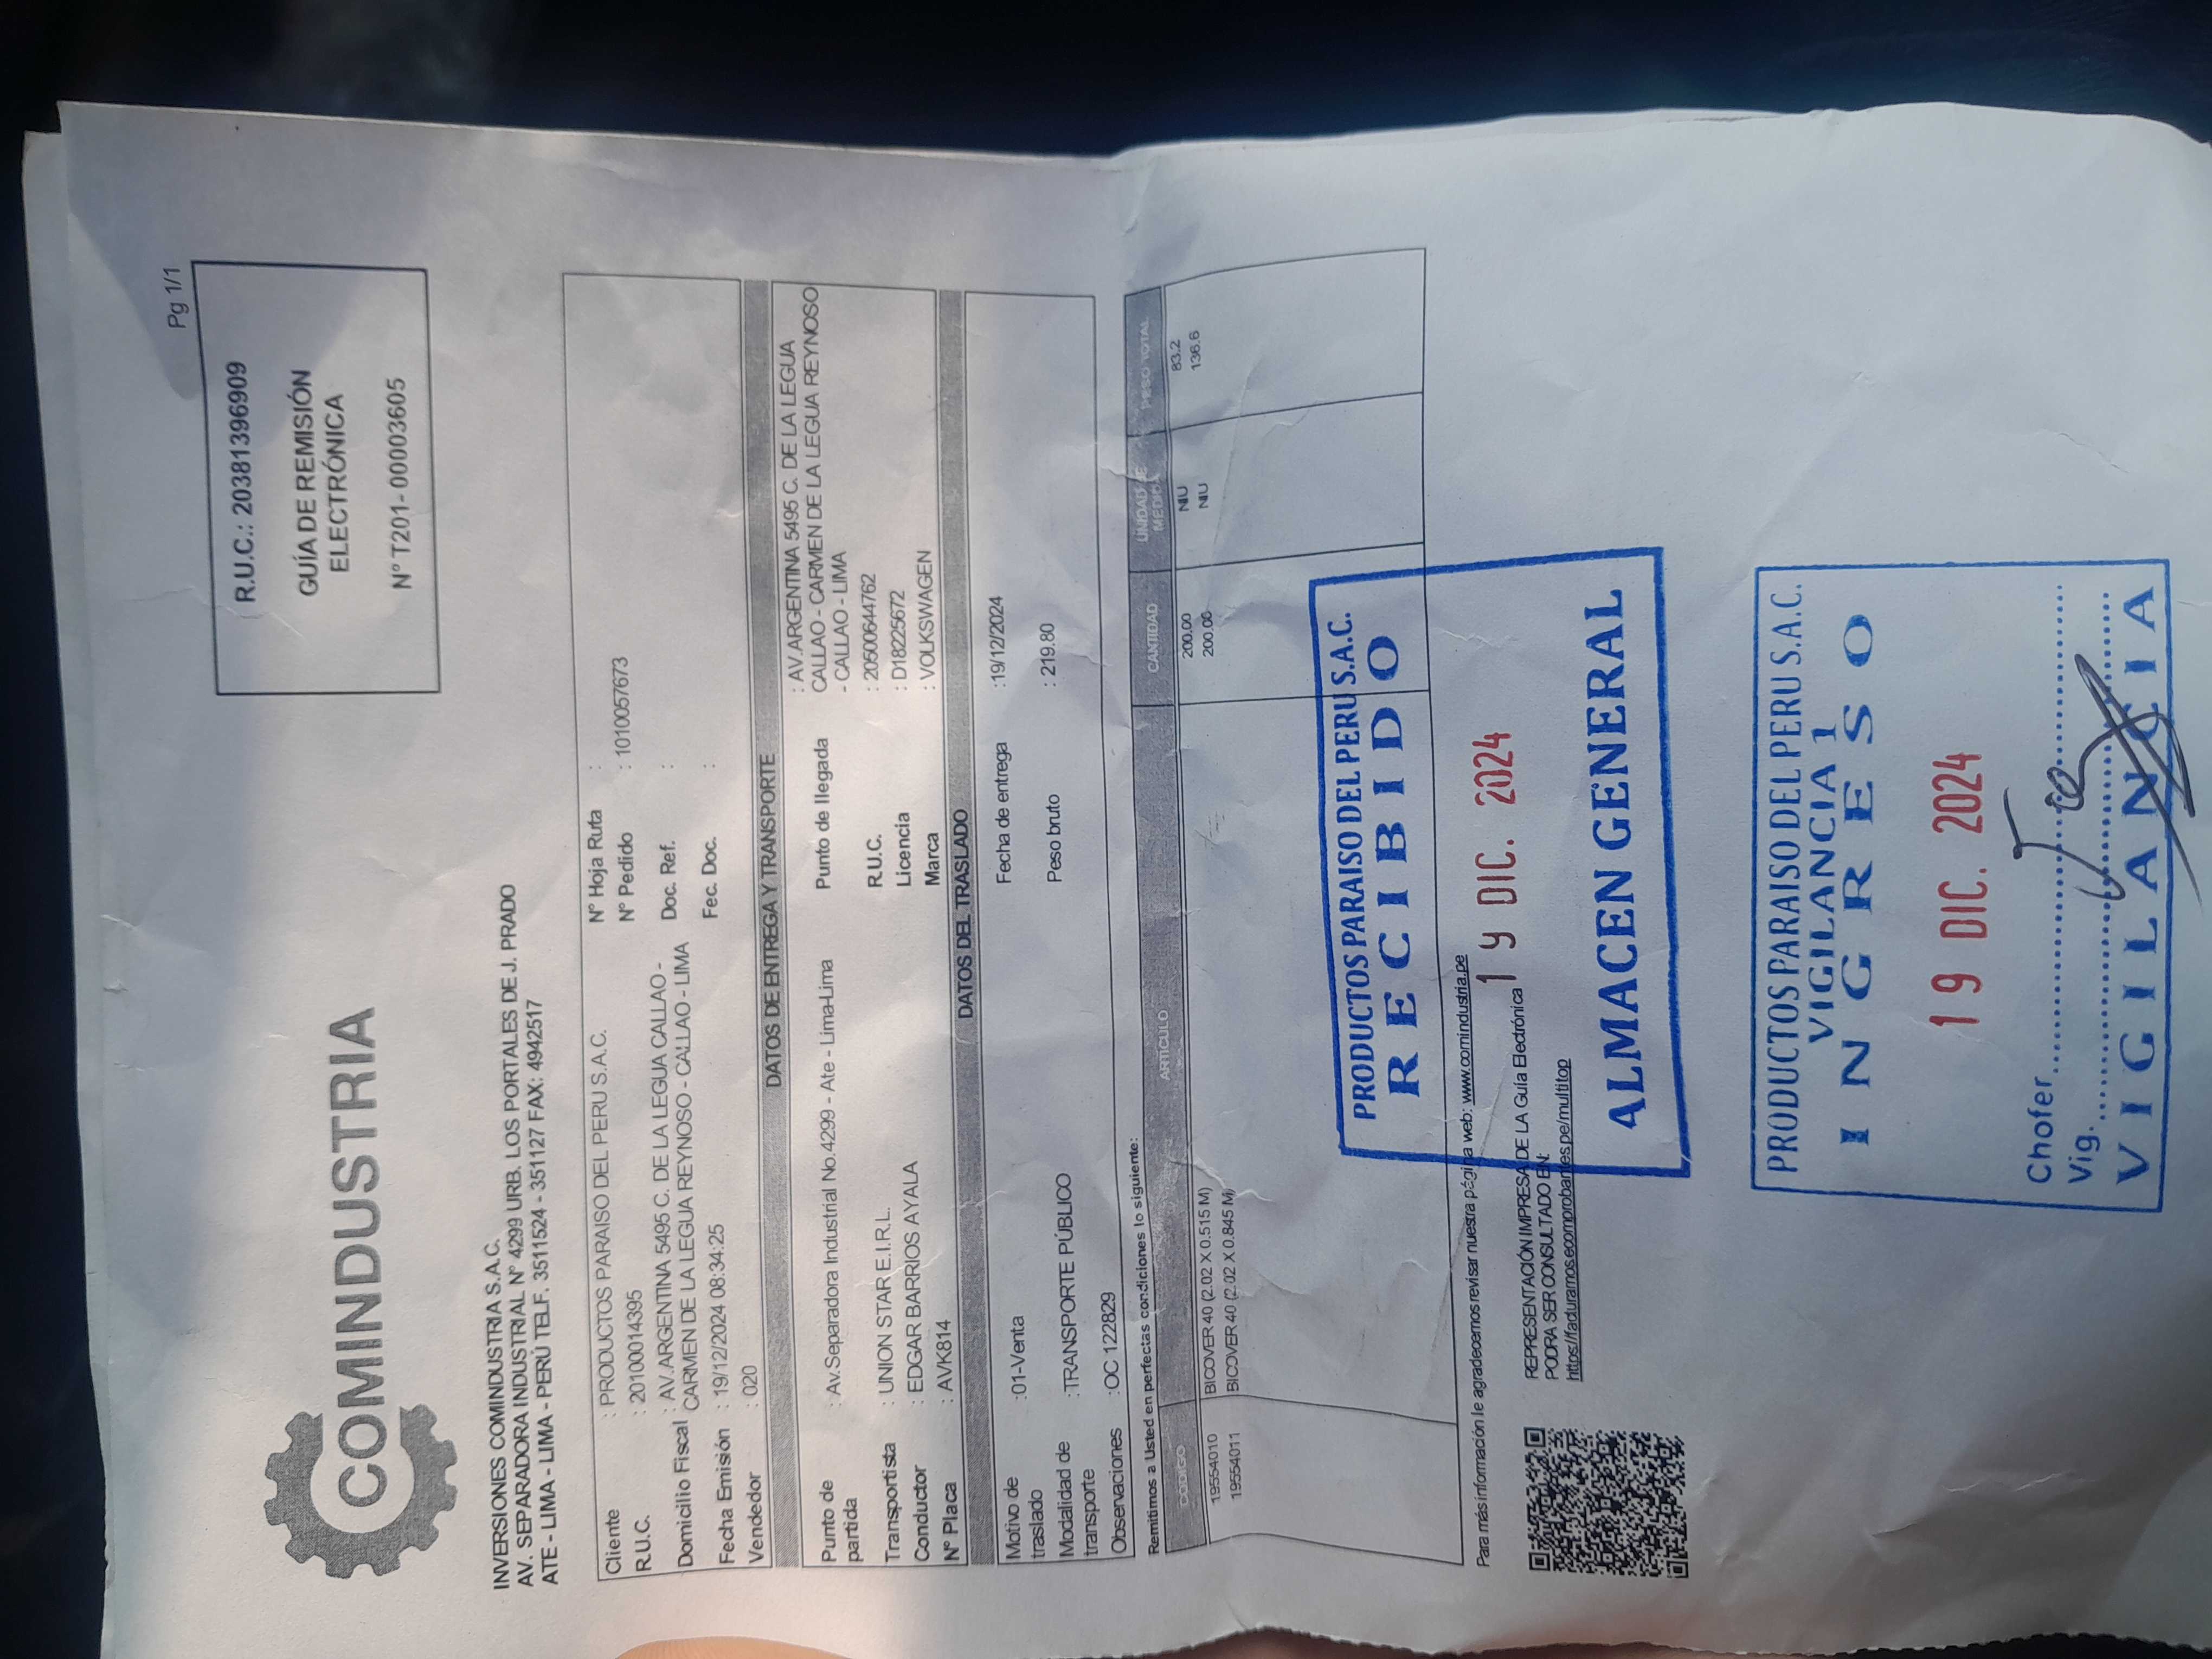 Pg 1/1
COMINDUSTRIA
R.U.C.: 20381396909
GUÍA DE REMISIÓN
ELECTRÓNICA
N° T201- 00003605
INVERSIONES COMINDUSTRIA S.A.C.
AV. SEPARADORA INDUSTRIAL N° 4299 URB. LOS PORTALES DE J. PRADO
ATE - LIMA - LIMA - PERÚ TELF. 3511524 - 351127 FAX: 4942517
Cliente : PRODUCTOS PARAISO DEL PERU S.A.C. N° Hoja Ruta :
R.U.C. : 20100014395 N° Pedido : 1010057673
Domicilio Fiscal : AV.ARGENTINA 5495 C. DE LA LEGUA CALLAO - Doc. Ref. :
CARMEN DE LA LEGUA REYNOSO - CALLAO - LIMA
Fecha Emisión : 19/12/2024 08:34:25 Fec. Doc. :
Vendedor : 020
DATOS DE ENTREGA Y TRANSPORTE
Punto de partida : Av.Separadora Industrial No.4299 - Ate - Lima-Lima Punto de llegada : AV.ARGENTINA 5495 C. DE LA LEGUA
CALLAO - CARMEN DE LA LEGUA REYNOSO
- CALLAO - LIMA
Transportista : UNION STAR E.I.R.L. R.U.C. : 20500644762
Conductor : EDGAR BARRIOS AYALA Licencia : D18225672
N° Placa : AVK814 Marca : VOLKSWAGEN
DATOS DEL TRASLADO
Motivo de traslado :01-Venta Fecha de entrega :19/12/2024
Modalidad de transporte :TRANSPORTE PÚBLICO Peso bruto : 219.80
Observaciones :OC 122829
Remitimos a Usted en perfectas condiciones lo siguiente:
CODIGO ARTICULO CANTIDAD UNIDAD DE MEDIDA PESO TOTAL
19554010 BICOVER 40 (2.02 X 0.515 M) 200.00 NIU 83.2
19554011 BICOVER 40 (2.02 X 0.845 M) 200.00 NIU 136.6
PRODUCTOS PARAISO DEL PERU S.A.C.
RECIBIDO
19 DIC. 2024
ALMACEN GENERAL
Para más información le agradecemos revisar nuestra página web: www.comindustria.pe
REPRESENTACIÓN IMPRESA DE LA Guía Electrónica
PODRA SER CONSULTADO EN:
https//facturamos.ecomprobantes.pe/multitop
PRODUCTOS PARAISO DEL PERU S.A.C.
VIGILANCIA 1
INGRESO
19 DIC. 2024
Chofer
Vig.
VIGILANCIA